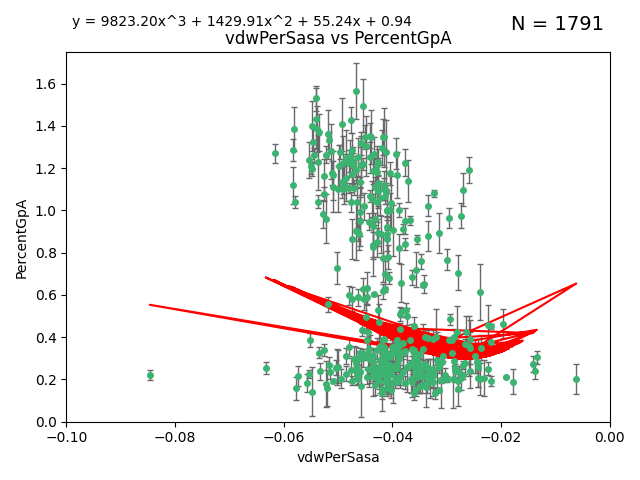 y = 9823.20x^3 + 1429.91x^2 + 55.24x + 0.94
N = 1791
vdwPerSasa vs PercentGpA
PercentGpA
1.6
1.4
1.2
1.0
0.8
0.6
0.4
0.2
0.0
−0.10 −0.08 −0.06 −0.04 −0.02 0.00
vdwPerSasa